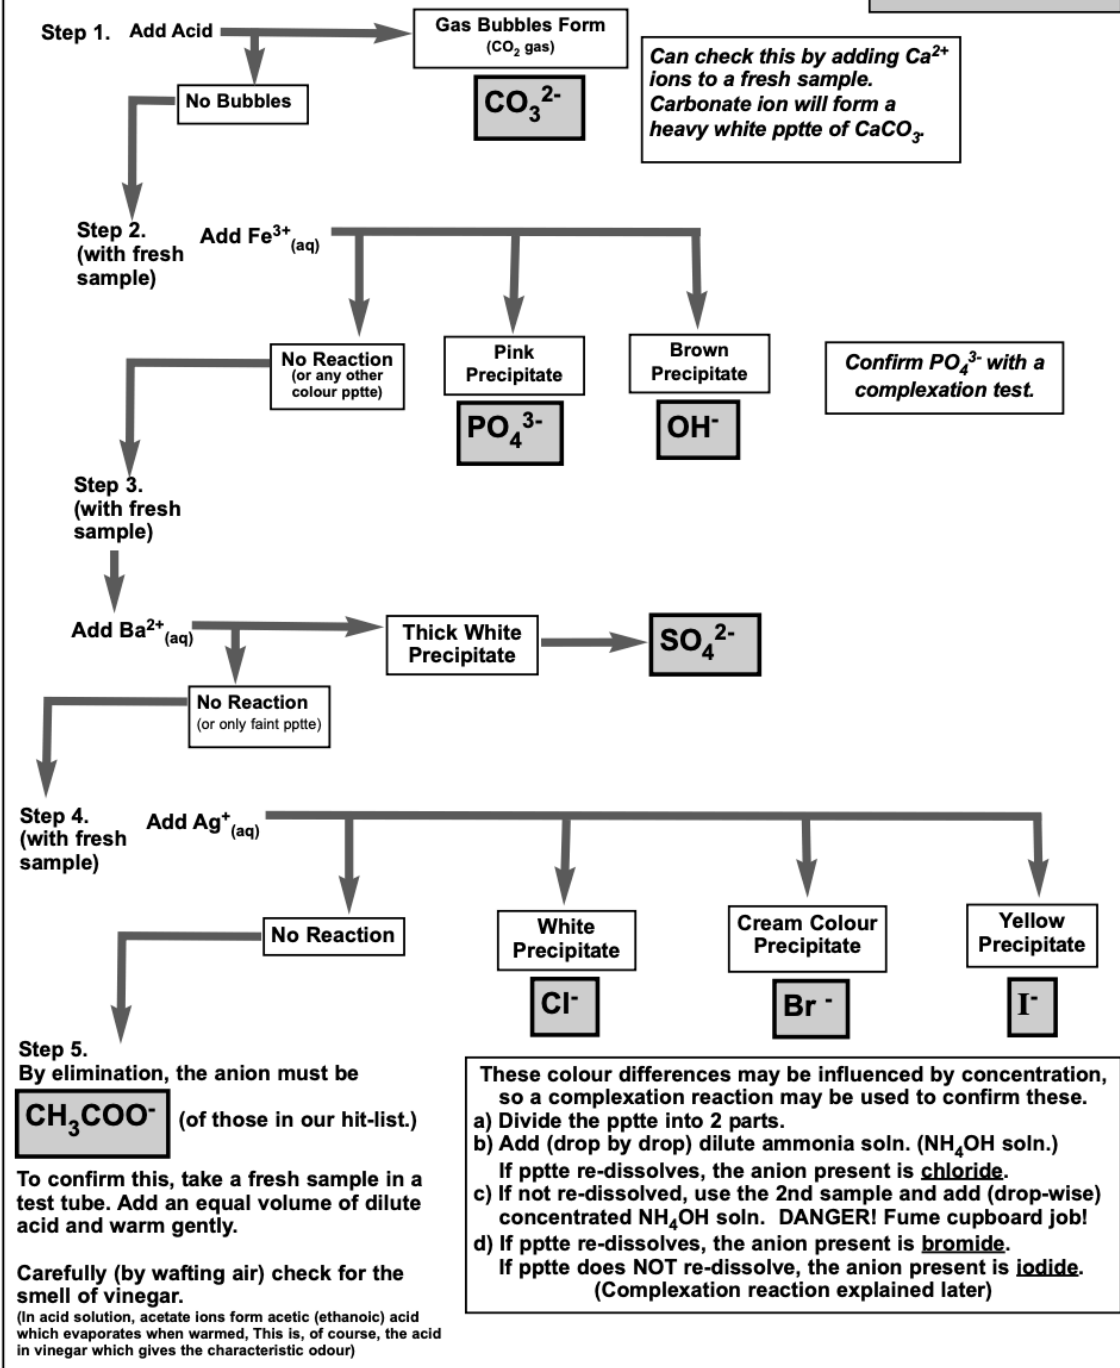 Step 1. Add Acid
Gas Bubbles Form
(CO₂ gas)
CO₃²⁻
Can check this by adding Ca²⁺
ions to a fresh sample.
Carbonate ion will form a
heavy white pptte of CaCO₃.
No Bubbles
Step 2.
(with fresh
sample)
Add Fe³⁺(aq)
No Reaction
(or any other
colour pptte)
Pink
Precipitate
PO₄³⁻
Brown
Precipitate
OH⁻
Confirm PO₄³⁻ with a
complexation test.
Step 3.
(with fresh
sample)
Add Ba²⁺(aq)
Thick White
Precipitate
SO₄²⁻
No Reaction
(or only faint pptte)
Step 4.
(with fresh
sample)
Add Ag⁺(aq)
No Reaction
White
Precipitate
Cl⁻
Cream Colour
Precipitate
Br ⁻
Yellow
Precipitate
I⁻
Step 5.
By elimination, the anion must be
CH₃COO⁻ (of those in our hit-list.)
To confirm this, take a fresh sample in a
test tube. Add an equal volume of dilute
acid and warm gently.
Carefully (by wafting air) check for the
smell of vinegar.
(In acid solution, acetate ions form acetic (ethanoic) acid
which evaporates when warmed, This is, of course, the acid
in vinegar which gives the characteristic odour)
These colour differences may be influenced by concentration,
so a complexation reaction may be used to confirm these.
a) Divide the pptte into 2 parts.
b) Add (drop by drop) dilute ammonia soln. (NH₄OH soln.)
If pptte re-dissolves, the anion present is chloride.
c) If not re-dissolved, use the 2nd sample and add (drop-wise)
concentrated NH₄OH soln. DANGER! Fume cupboard job!
d) If pptte re-dissolves, the anion present is bromide.
If pptte does NOT re-dissolve, the anion present is iodide.
(Complexation reaction explained later)